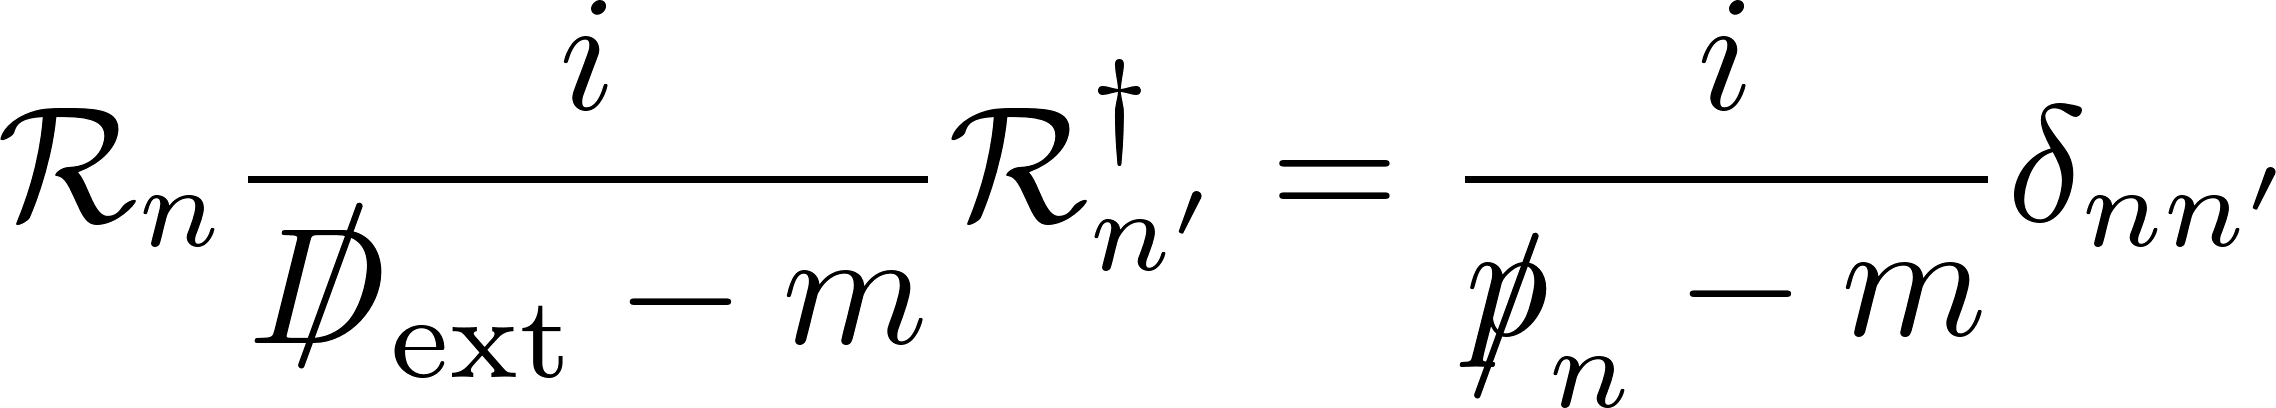 \mathcal{R}_n \frac{i}{\not{D}_{\text{ext}} - m} \mathcal{R}^\dagger_{n'} = \frac{i}{\not{p}_n - m} \delta_{nn'}